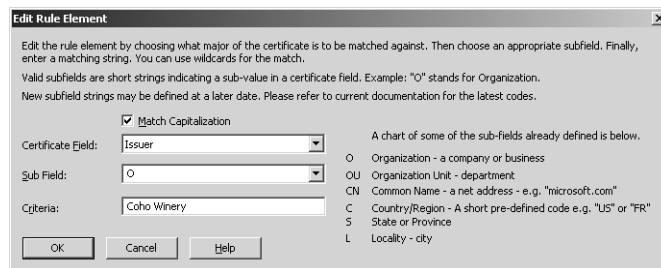 Edit Rule Element
Edit the rule element by choosing what major of the certificate is to be matched against. Then choose an appropriate subfield. Finally,
enter a matching string. You can use wildcards for the match.
Valid subfields are short strings indicating a sub-value in a certificate field. Example: "O" stands for Organization.
New subfield strings may be defined at a later date. Please refer to current documentation for the latest codes.
Match Capitalization
Certificate Field:
Issuer
Sub Field:
O
Criteria:
Coho Winery
OK
Cancel
Help
A chart of some of the sub-fields already defined is below.
O Organization - a company or business
OU Organization Unit - department
CN Common Name - a net address - e.g. "microsoft.com"
C Country/Region - A short pre-defined code e.g. "US" or "FR"
S State or Province
L Locality - city